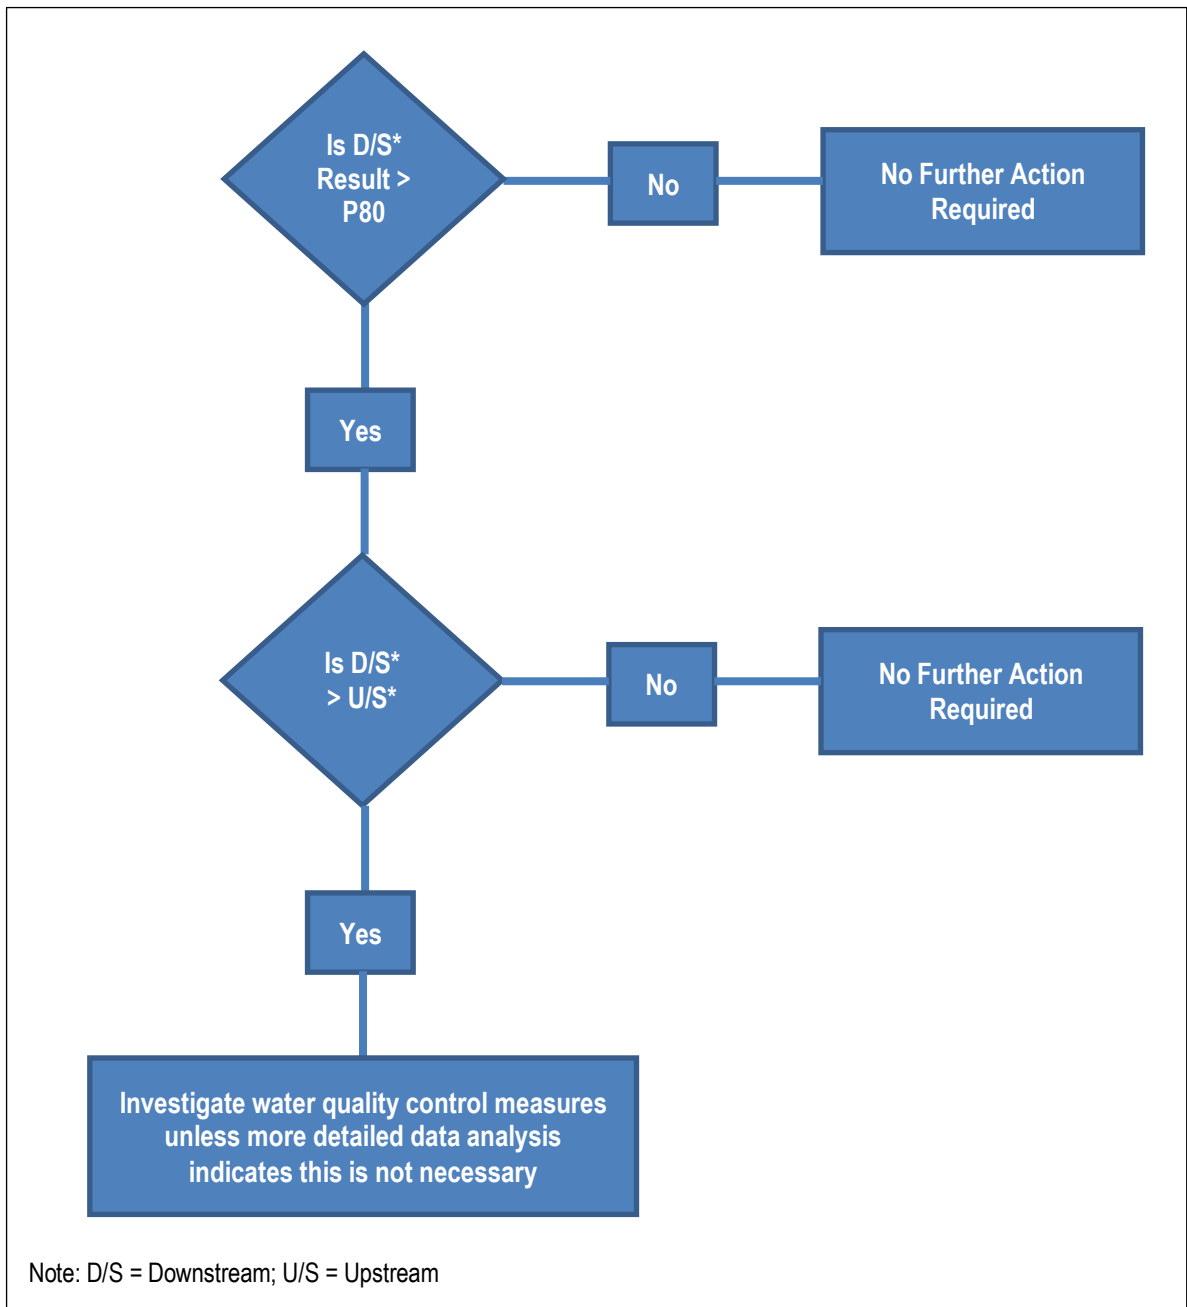 Is D/S*
Result >
P80
No
No Further Action
Required
Yes
Is D/S*
> U/S*
No
No Further Action
Required
Yes
Investigate water quality control measures
unless more detailed data analysis
indicates this is not necessary
Note: D/S = Downstream; U/S = Upstream